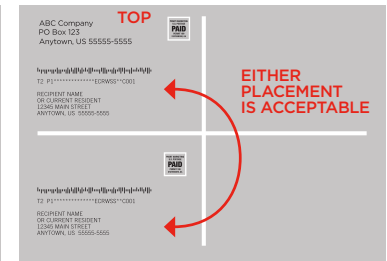 ABC Company
PO Box 123
Anytown, US 55555-5555
TOP
PAID
T2 P1**************ECRWSS**C001
RECIPIENT NAME
OR CURRENT RESIDENT
12345 MAIN STREET
ANYTOWN, US 55555-5555
EITHER
PLACEMENT
IS ACCEPTABLE
PAID
T2 P1**************ECRWSS**C001
RECIPIENT NAME
OR CURRENT RESIDENT
12345 MAIN STREET
ANYTOWN, US 55555-5555